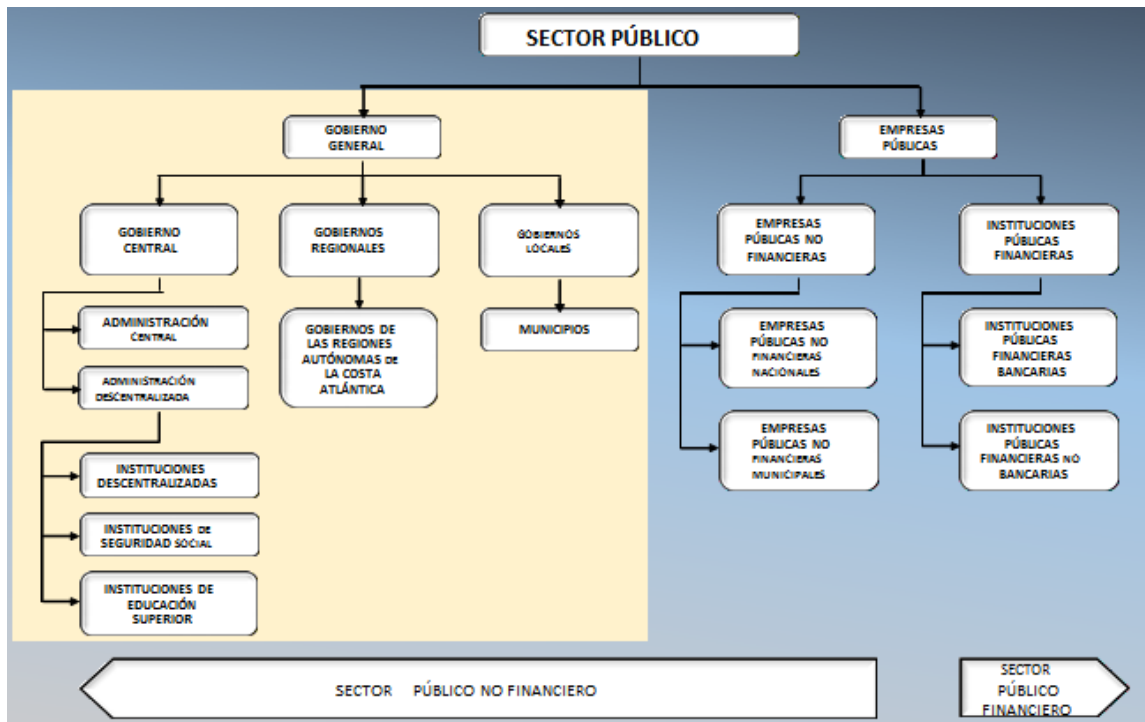 SECTOR PÚBLICO
GOBIERNO
GENERAL
EMPRESAS
PÚBLICAS
GOBIERNO
CENTRAL
GOBIERNOS
REGIONALES
GOBIERNOS
LOCALES
EMPRESAS
PÚBLICAS NO
FINANCIERAS
INSTITUCIONES
PÚBLICAS
FINANCIERAS
ADMINISTRACIÓN
CENTRAL
ADMINISTRACIÓN
DESCENTRALIZADA
GOBIERNOS DE
LAS REGIONES
AUTÓNOMAS DE
LA COSTA
ATLÁNTICA
MUNICIPIOS
EMPRESAS
PÚBLICAS NO
FINANCIERAS
NACIONALES
INSTITUCIONES
PÚBLICAS
FINANCIERAS
BANCARIAS
EMPRESAS
PÚBLICAS NO
FINANCIERAS
MUNICIPALES
INSTITUCIONES
PÚBLICAS
FINANCIERAS NO
BANCARIAS
INSTITUCIONES
DESCENTRALIZADAS
INSTITUCIONES DE
SEGURIDAD SOCIAL
INSTITUCIONES DE
EDUCACIÓN
SUPERIOR
SECTOR PÚBLICO NO FINANCIERO
SECTOR
PÚBLICO
FINANCIERO